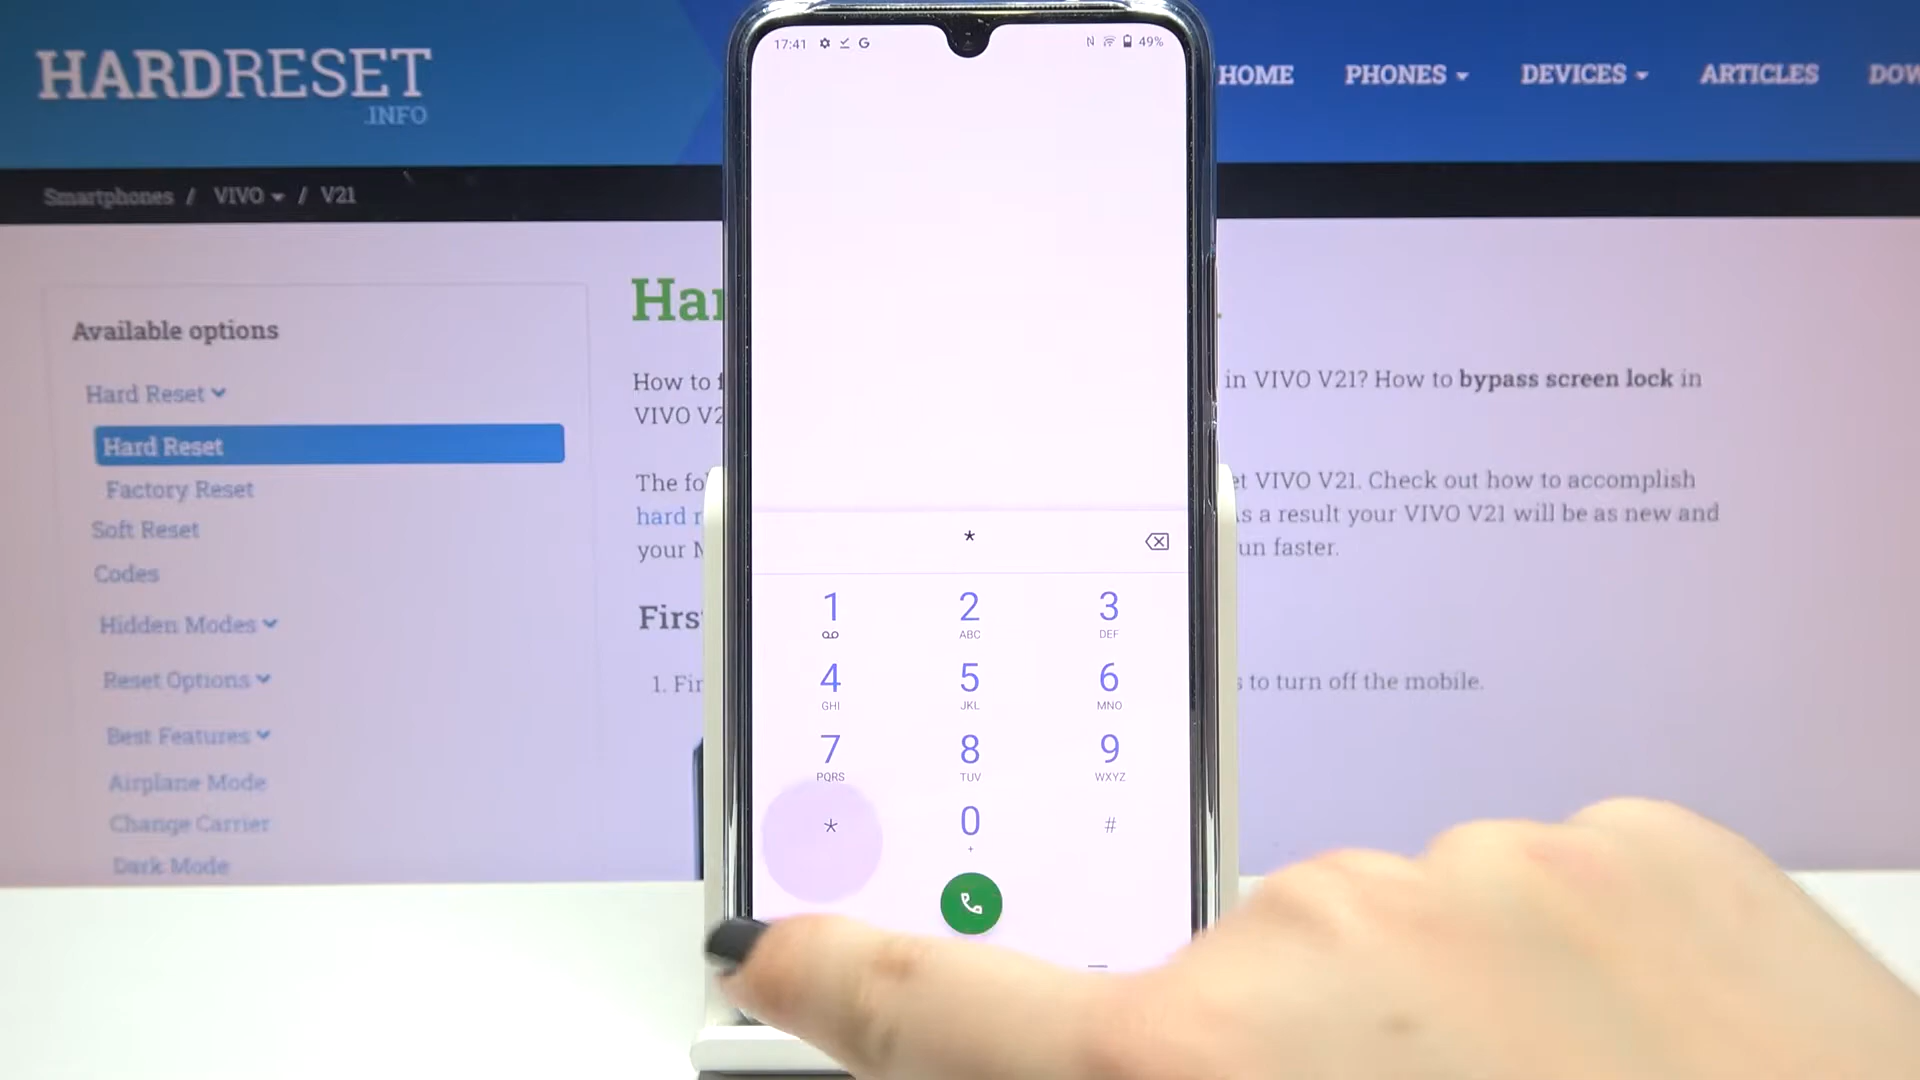 HARDRESET
.INFO
HOME PHONES DEVICES ARTICLES DOW
Smartphones / VIVO / V21
Available options
Hard Reset
Hard Reset
Factory Reset
Soft Reset
Codes
Hidden Modes
Reset Options
Best Features
Airplane Mode
Change Carrier
Dark Mode
Har
How to
in VIVO V21? How to bypass screen lock in
VIVO V2
The fo
et VIVO V21. Check out how to accomplish
hard r
s a result your VIVO V21 will be as new and
your M
un faster.
Firs
1. Fir
s to turn off the mobile.
17:41 G N 49%
*
1 2 3
ABC DEF
4 5 6
GHI JKL MNO
7 8 9
PQRS TUV WXYZ
* 0 #
+